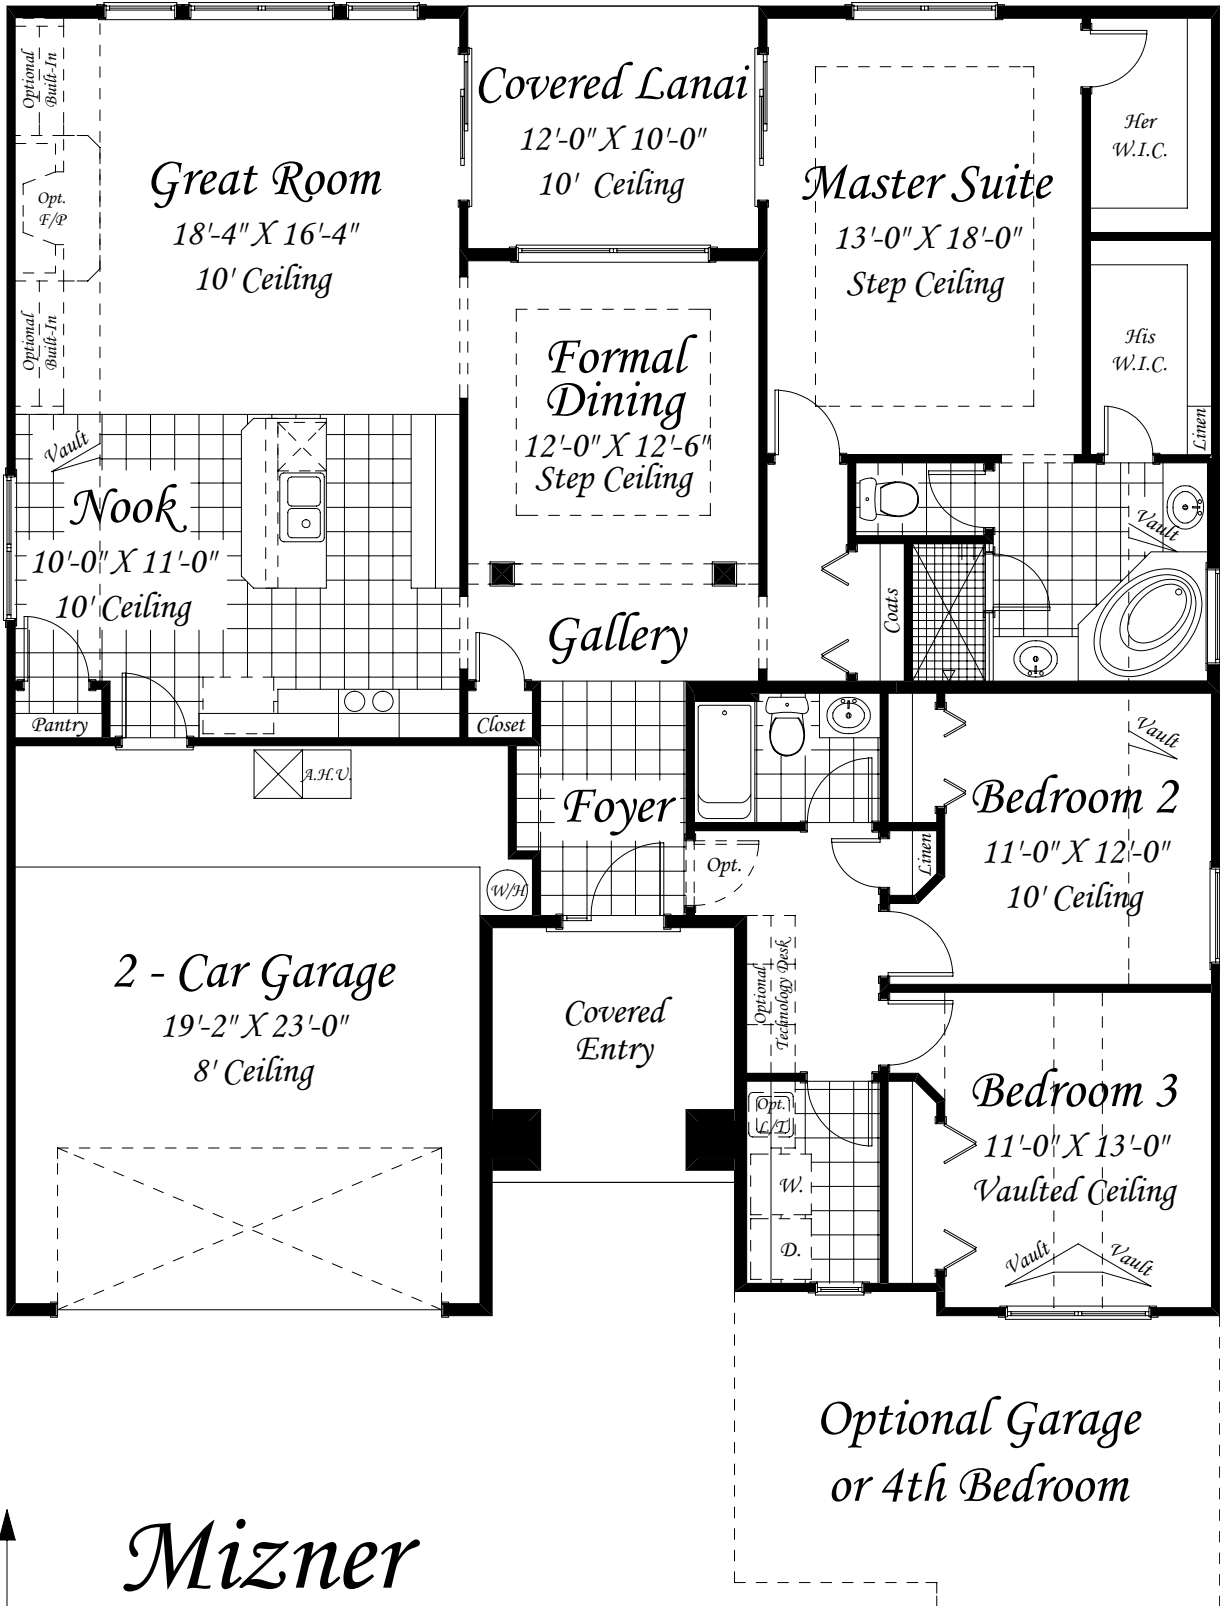 Optional
Built-In
Opt.
F/P
Optional
Built-In
Great Room
18'-4" X 16'-4"
10' Ceiling
Covered Lanai
12'-0" X 10'-0"
10' Ceiling
Master Suite
13'-0" X 18'-0"
Step Ceiling
Her
W.I.C.
His
W.I.C.
Linen
Formal
Dining
12'-0" X 12'-6"
Step Ceiling
Vault
Nook
10'-0" X 11'-0"
10' Ceiling
Vault
Coats
Gallery
Pantry
Closet
A.H.U.
Foyer
W/H
Opt.
Linen
Vault
Bedroom 2
11'-0" X 12'-0"
10' Ceiling
2 - Car Garage
19'-2" X 23'-0"
8' Ceiling
Covered
Entry
Optional
Technology Desk
Opt.
L/T
W.
D.
Bedroom 3
11'-0" X 13'-0"
Vaulted Ceiling
Vault
Vault
Optional Garage
or 4th Bedroom
Mizner